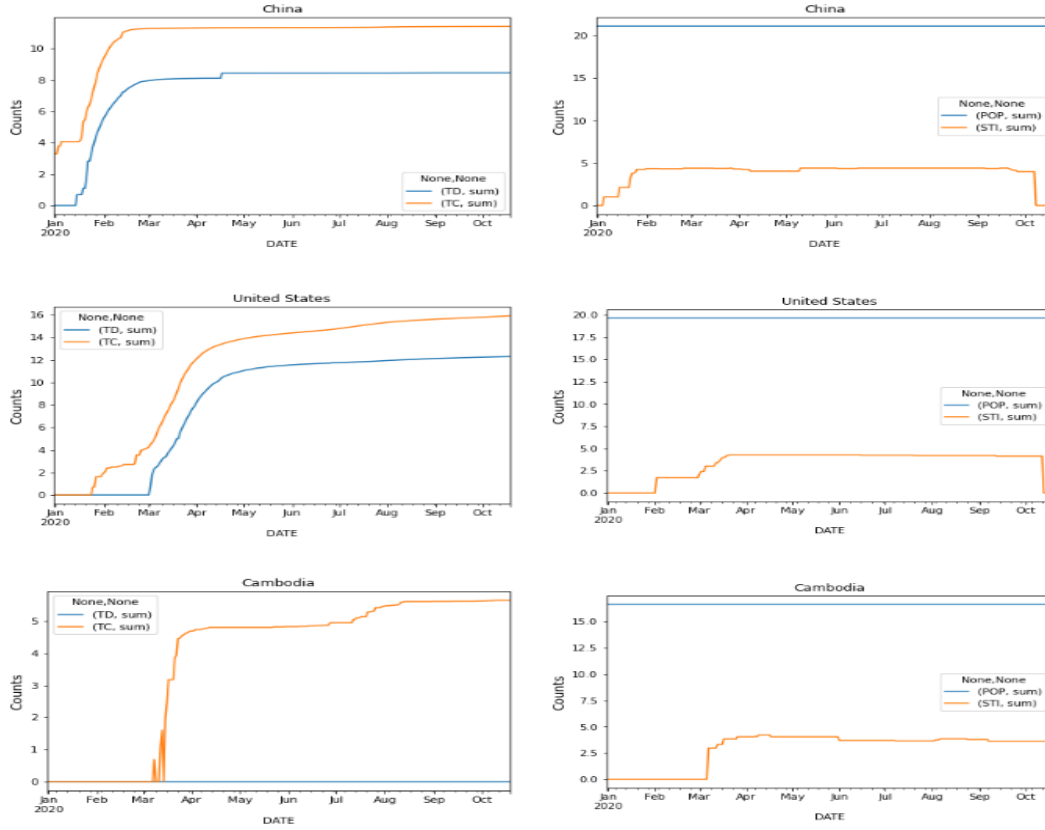 China
Counts
10
8
6
4
2
0
None,None
(TD, sum)
(TC, sum)
Jan Feb Mar Apr May Jun Jul Aug Sep Oct
2020
DATE
China
Counts
20
15
10
5
0
None,None
(POP, sum)
(STI, sum)
Jan Feb Mar Apr May Jun Jul Aug Sep Oct
2020
DATE
United States
Counts
16
14
12
10
8
6
4
2
0
None,None
(TD, sum)
(TC, sum)
Jan Feb Mar Apr May Jun Jul Aug Sep Oct
2020
DATE
United States
Counts
20.0
17.5
15.0
12.5
10.0
7.5
5.0
2.5
0.0
None,None
(POP, sum)
(STI, sum)
Jan Feb Mar Apr May Jun Jul Aug Sep Oct
2020
DATE
Cambodia
Counts
5
4
3
2
1
0
None,None
(TD, sum)
(TC, sum)
Jan Feb Mar Apr May Jun Jul Aug Sep Oct
2020
DATE
Cambodia
Counts
15.0
12.5
10.0
7.5
5.0
2.5
0.0
None,None
(POP, sum)
(STI, sum)
Jan Feb Mar Apr May Jun Jul Aug Sep Oct
2020
DATE